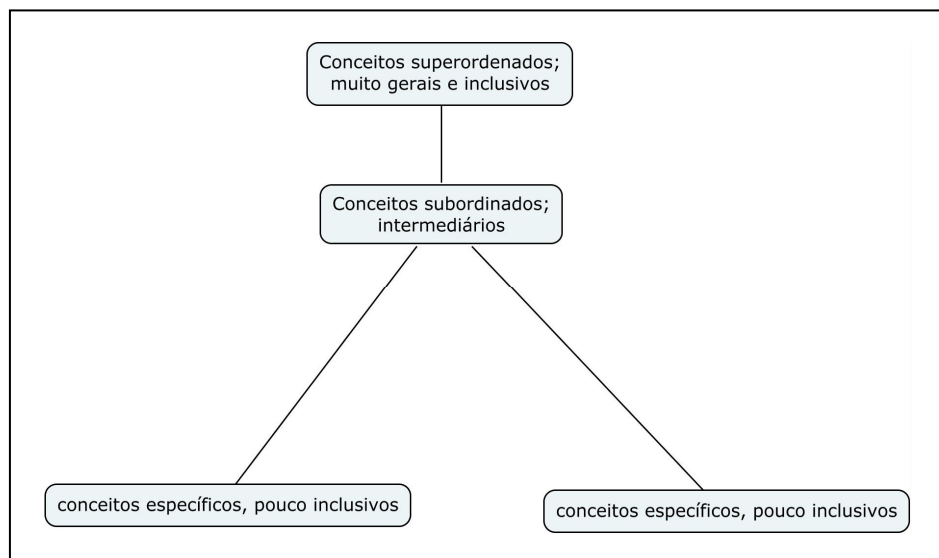 Conceitos superordenados;
muito gerais e inclusivos
Conceitos subordinados;
intermediários
conceitos específicos, pouco inclusivos
conceitos específicos, pouco inclusivos